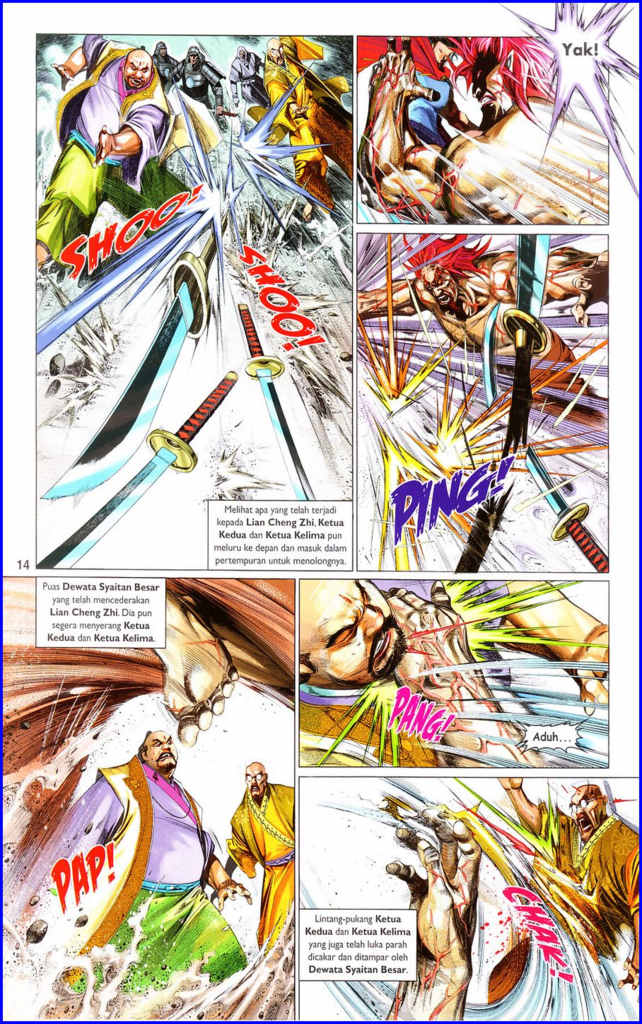 SHOO!
SHOO!
Melihat apa yang telah terjadi
kepada Lian Cheng Zhi, Ketua
Kedua dan Ketua Kelima pun
meluru ke depan dan masuk dalam
pertempuran untuk menolongnya.
Yak!
PING!
14
Puas Dewata Syaitan Besar
yang telah mencederakan
Lian Cheng Zhi. Dia pun
segera menyerang Ketua
Kedua dan Ketua Kelima.
PAP!
PANG!
Aduh...
Lintang-pukang Ketua
Kedua dan Ketua Kelima
yang juga telah luka parah
dicakar dan ditampar oleh
Dewata Syaitan Besar.
CHAK!